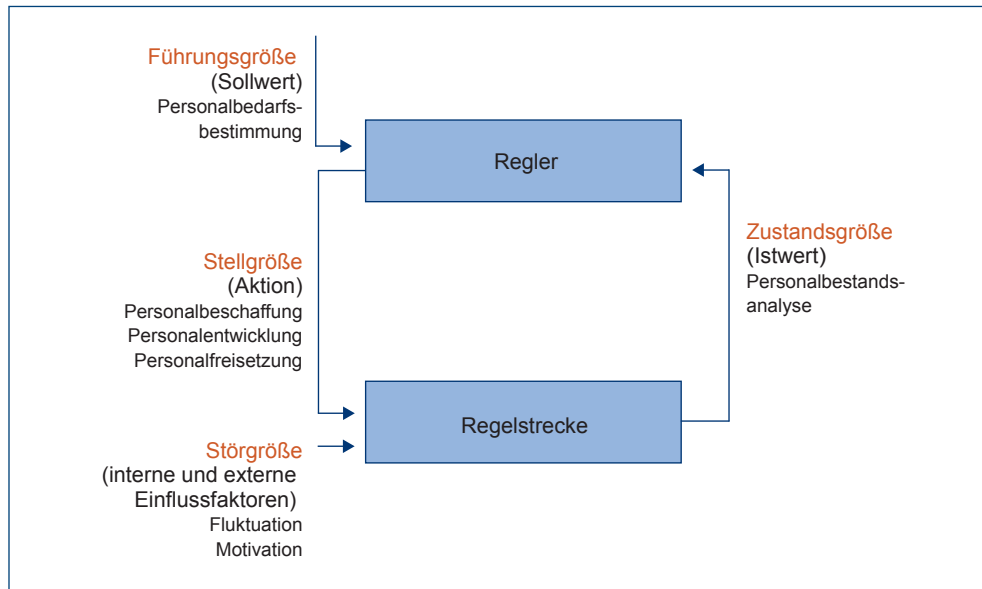 Führungsgröße
(Sollwert)
Personalbedarfs-
bestimmung
Regler
Stellgröße
(Aktion)
Personalbeschaffung
Personalentwicklung
Personalfreisetzung
Zustandsgröße
(Istwert)
Personalbestands-
analyse
Regelstrecke
Störgröße
(interne und externe
Einflussfaktoren)
Fluktuation
Motivation